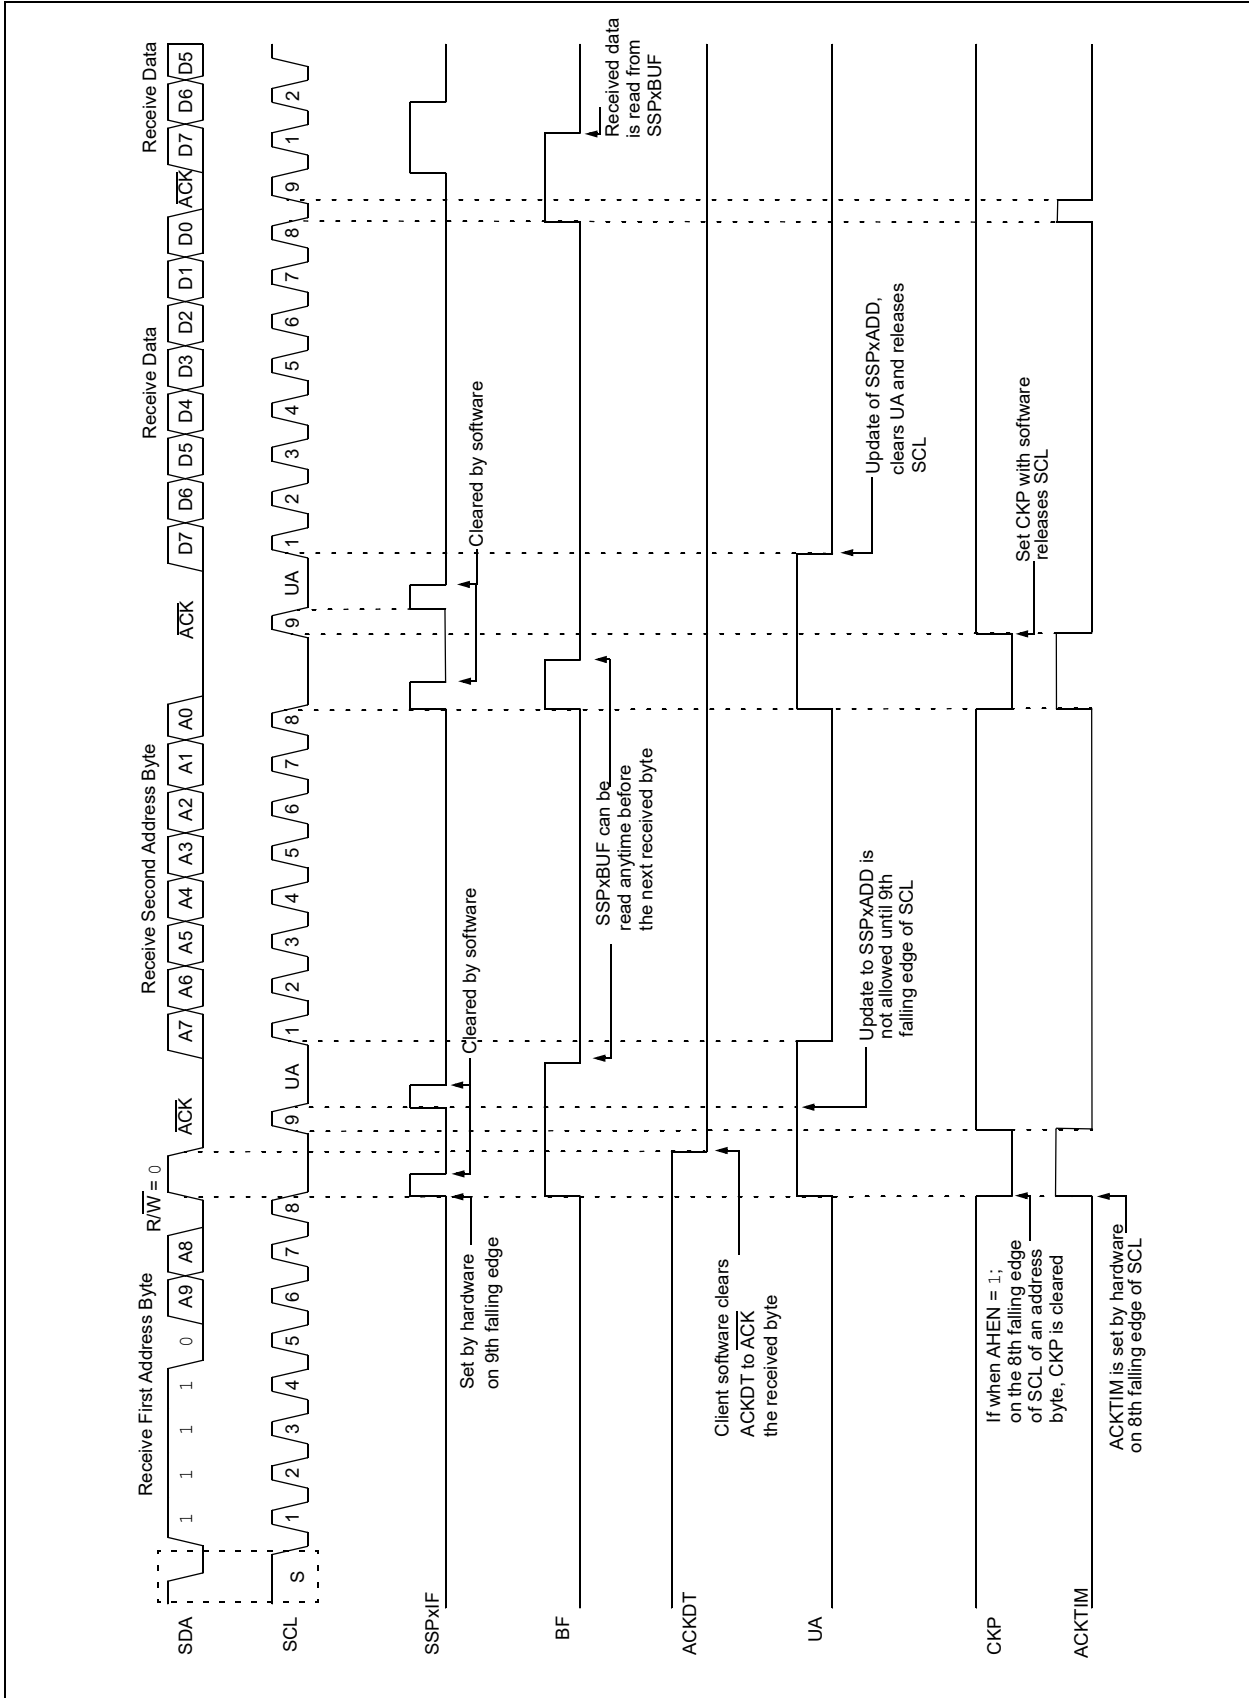 Receive First Address Byte
R/W = 0
ACK
Receive Second Address Byte
ACK
Receive Data
ACK
Receive Data
SDA
1
1
1
1
0
A9
A8
A7
A6
A5
A4
A3
A2
A1
A0
D7
D6
D5
D4
D3
D2
D1
D0
D7
D6
D5
SCL
S
1
2
3
4
5
6
7
8
9
UA
1
2
3
4
5
6
7
8
9
UA
1
2
3
4
5
6
7
8
9
1
2
SSPxIF
Set by hardware
on 9th falling edge
Cleared by software
Cleared by software
BF
SSPxBUF can be
read anytime before
the next received byte
Received data
is read from
SSPxBUF
ACKDT
Client software clears
ACKDT to ACK
the received byte
UA
Update to SSPxADD is
not allowed until 9th
falling edge of SCL
Update of SSPxADD,
clears UA and releases
SCL
CKP
If when AHEN = 1;
on the 8th falling edge
of SCL of an address
byte, CKP is cleared
Set CKP with software
releases SCL
ACKTIM
ACKTIM is set by hardware
on 8th falling edge of SCL